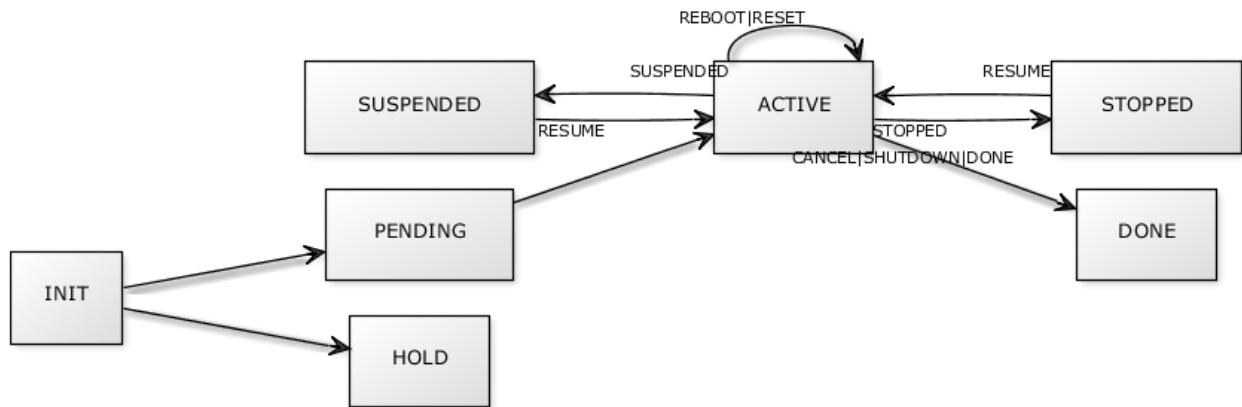 REBOOT|RESET
SUSPENDED
RESUME
SUSPENDED
ACTIVE
STOPPED
RESUME
STOPPED
CANCEL|SHUTDOWN|DONE
PENDING
DONE
INIT
HOLD